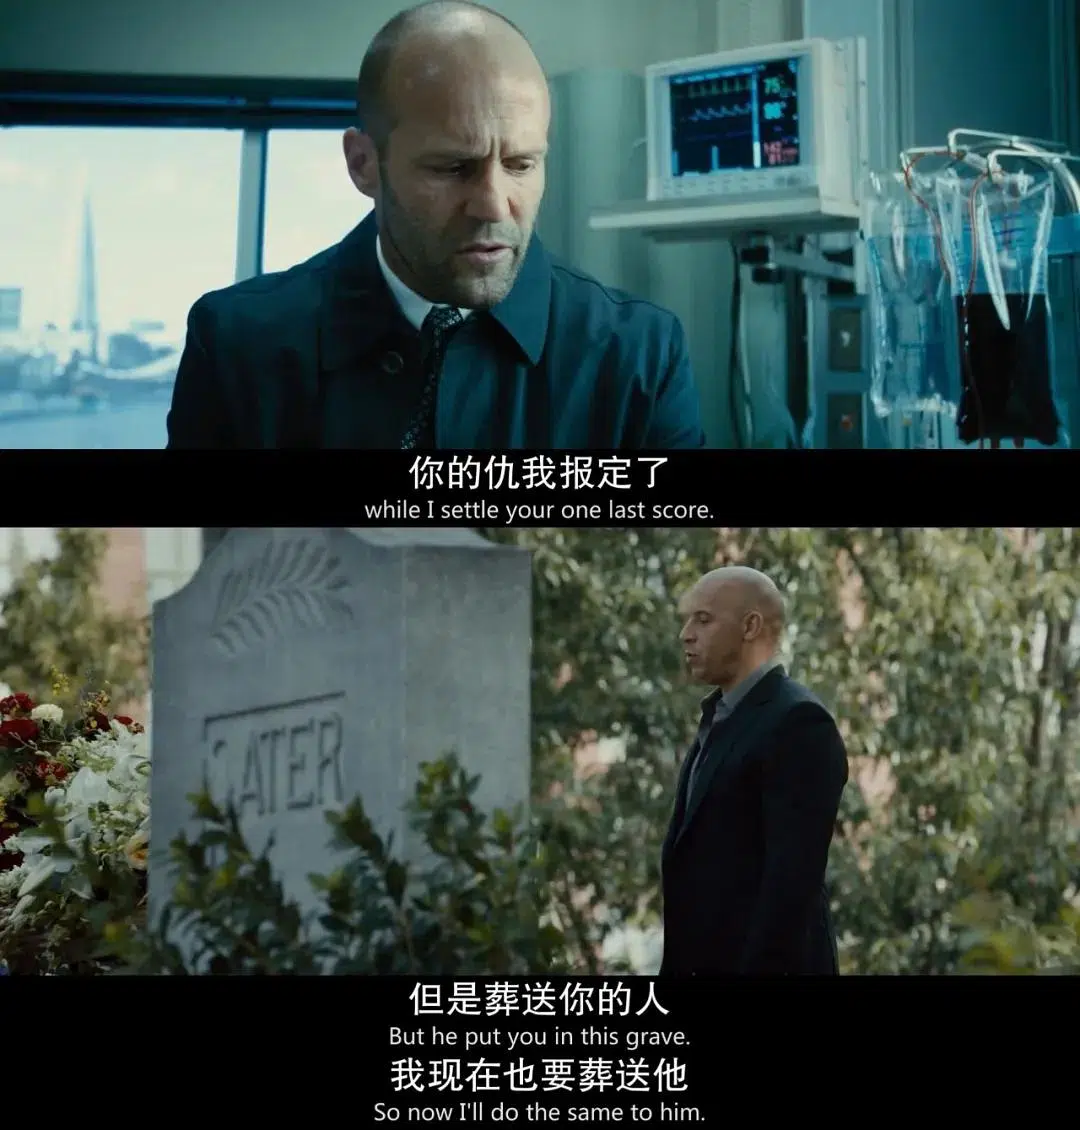 75
你的仇我报定了
while I settle your one last score.
但是葬送你的人
But he put you in this grave.
我现在也要葬送他
So now I'll do the same to him.